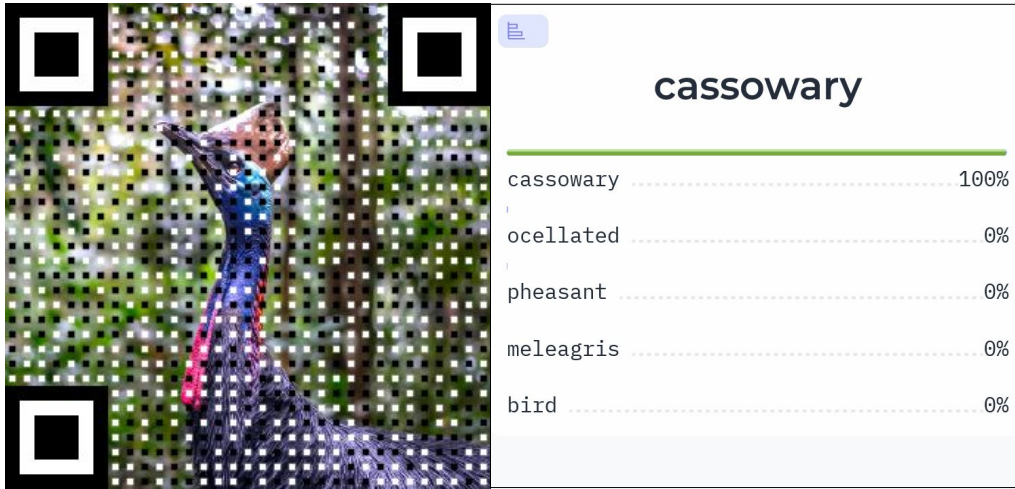 cassowary
cassowary 100%
ocellated 0%
pheasant 0%
meleagris 0%
bird 0%